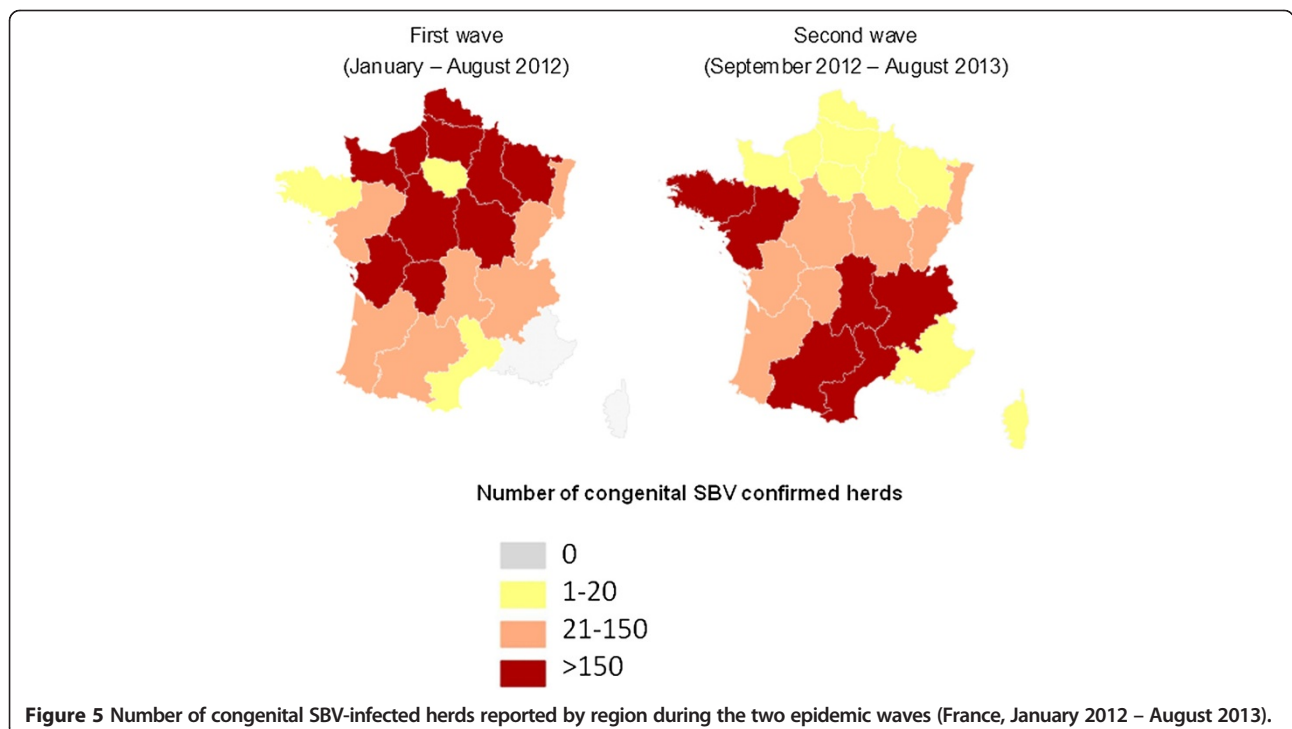 First wave
(January – August 2012)
Second wave
(September 2012 – August 2013)
Number of congenital SBV confirmed herds
0
1-20
21-150
>150
Figure 5 Number of congenital SBV-infected herds reported by region during the two epidemic waves (France, January 2012 – August 2013).